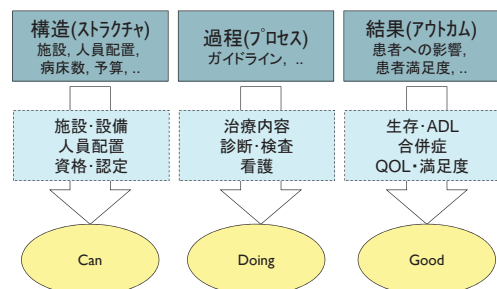 構造(ストラクチャ)
施設, 人員配置,
病床数, 予算, ..
過程(プロセス)
ガイドライン, ..
結果(アウトカム)
患者への影響,
患者満足度, ..
施設・設備
人員配置
資格・認定
治療内容
診断・検査
看護
生存・ADL
合併症
QOL・満足度
Can
Doing
Good